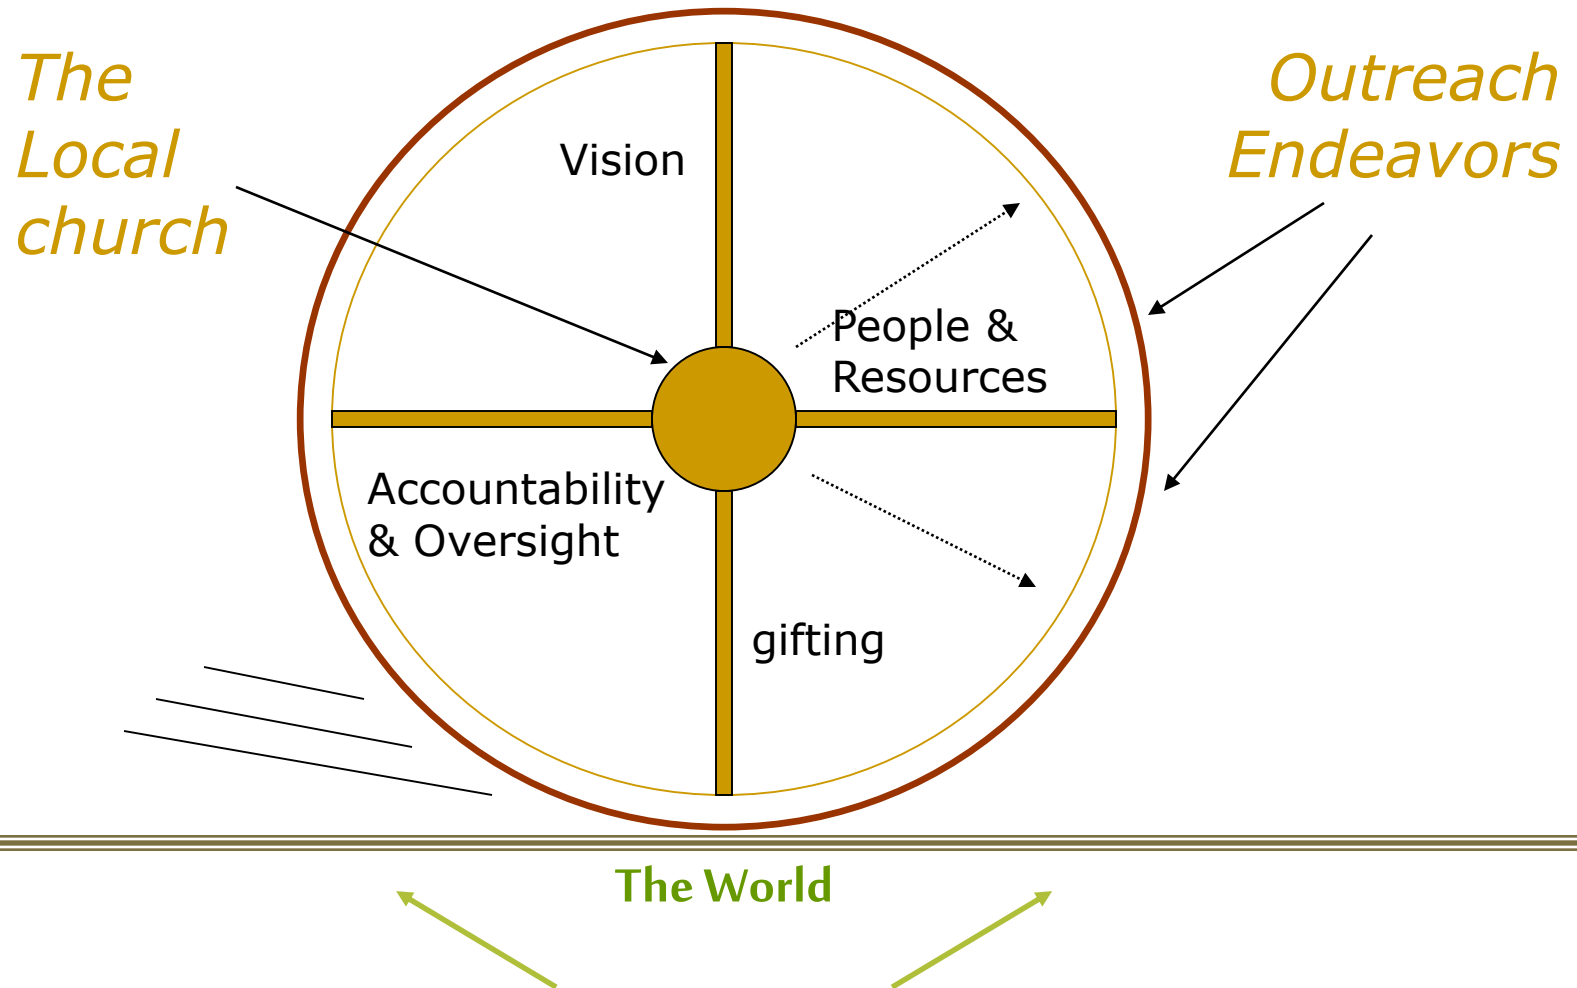 The
Local
church
Outreach
Endeavors
Vision
People &
Resources
Accountability
& Oversight
gifting
The World